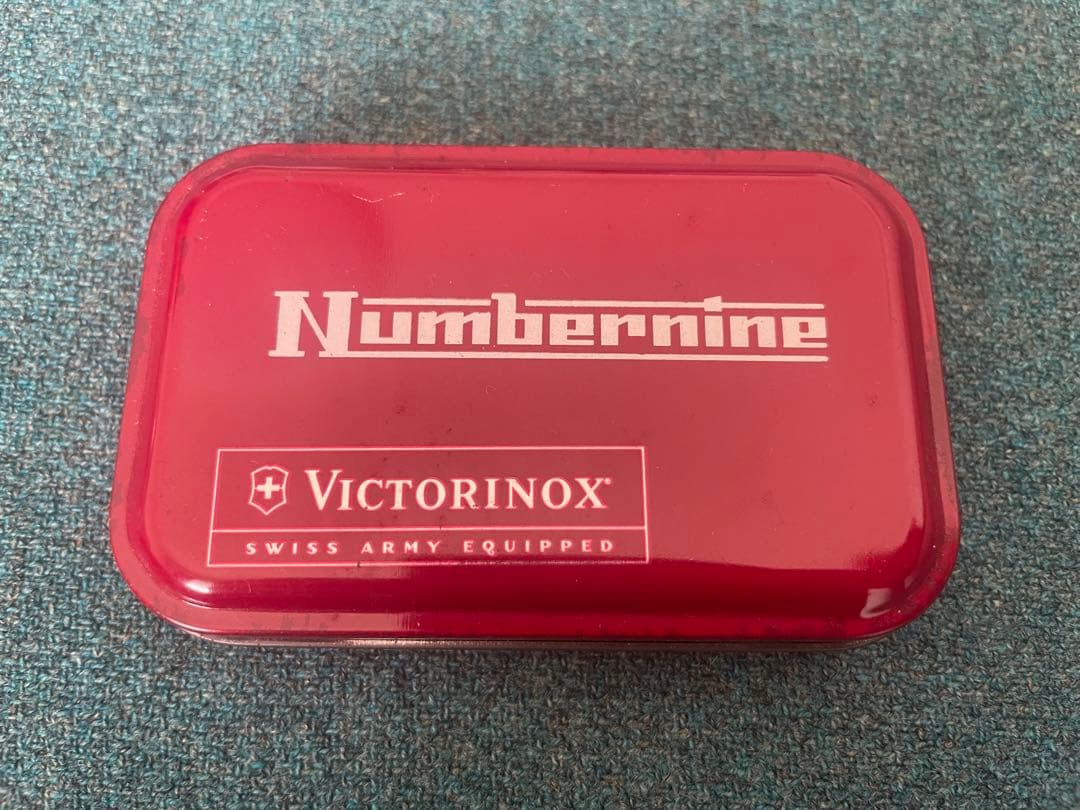 Numbernine
VICTORINOX
SWISS ARMY EQUIPPED